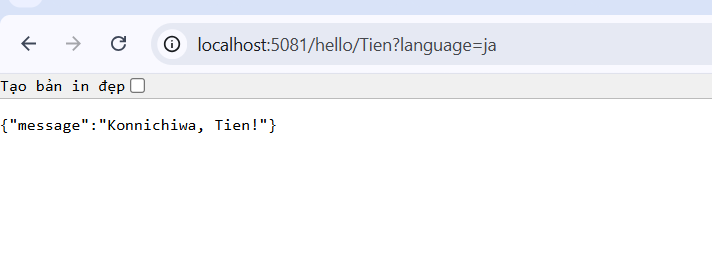 localhost:5081/hello/Tien?language=ja
Tạo bản in đẹp
{"message":"Konnichiwa, Tien!"}